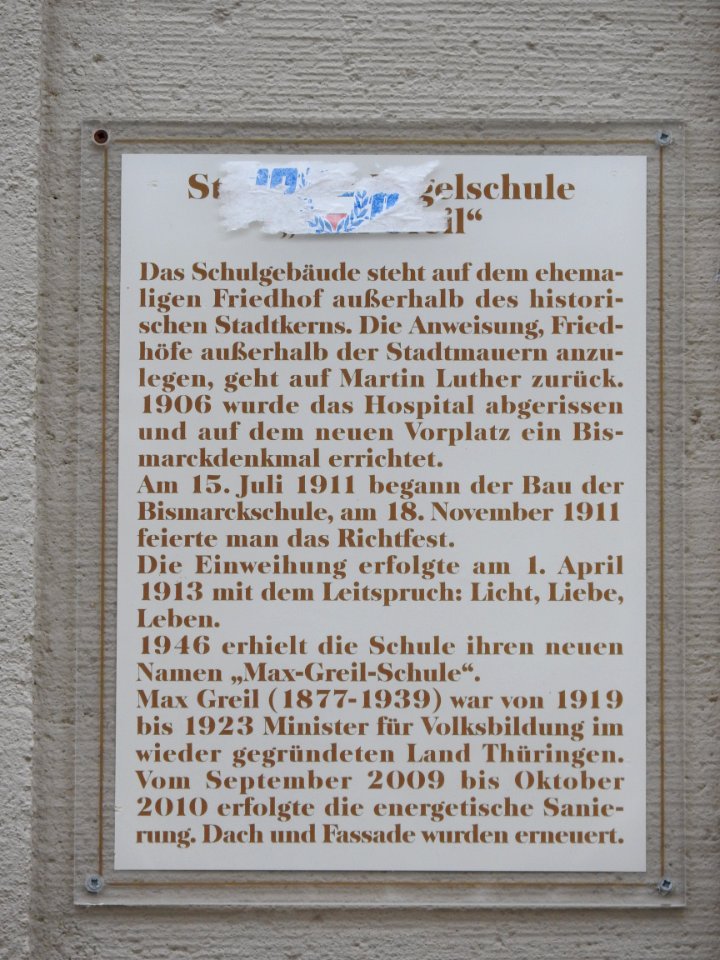 St gelschule
„ eil“
Das Schulgebäude steht auf dem ehema-
ligen Friedhof außerhalb des histori-
schen Stadtkerns. Die Anweisung, Fried-
höfe außerhalb der Stadtmauern anzu-
legen, geht auf Martin Luther zurück.
1906 wurde das Hospital abgerissen
und auf dem neuen Vorplatz ein Bis-
marckdenkmal errichtet.
Am 15. Juli 1911 begann der Bau der
Bismarckschule, am 18. November 1911
feierte man das Richtfest.
Die Einweihung erfolgte am 1. April
1913 mit dem Leitspruch: Licht, Liebe,
Leben.
1946 erhielt die Schule ihren neuen
Namen „Max-Greil-Schule“.
Max Greil (1877-1939) war von 1919
bis 1923 Minister für Volksbildung im
wieder gegründeten Land Thüringen.
Vom September 2009 bis Oktober
2010 erfolgte die energetische Sanie-
rung. Dach und Fassade wurden erneuert.